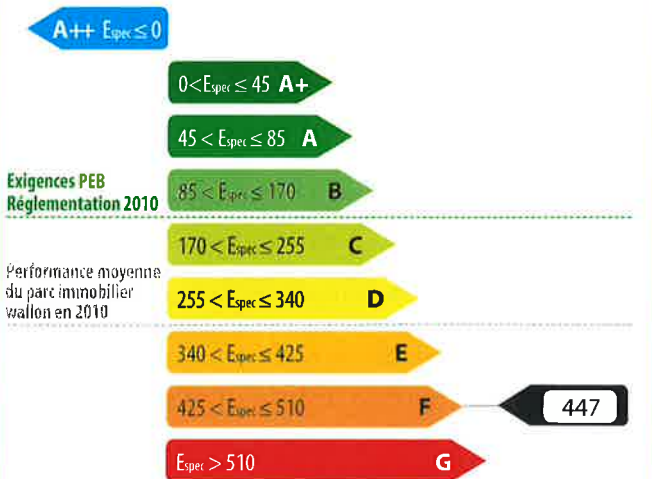 A++ Espec ≤ 0
0<Espec ≤ 45 A+
45 < Espec ≤ 85 A
Exigences PEB
Réglementation 2010
85 < Espec ≤ 170 B
170 < Espec ≤ 255 C
Performance moyenne
du parc immobilier
wallon en 2010
255 < Espec ≤ 340 D
340 < Espec ≤ 425 E
425 < Espec ≤ 510 F
447
Espec > 510 G